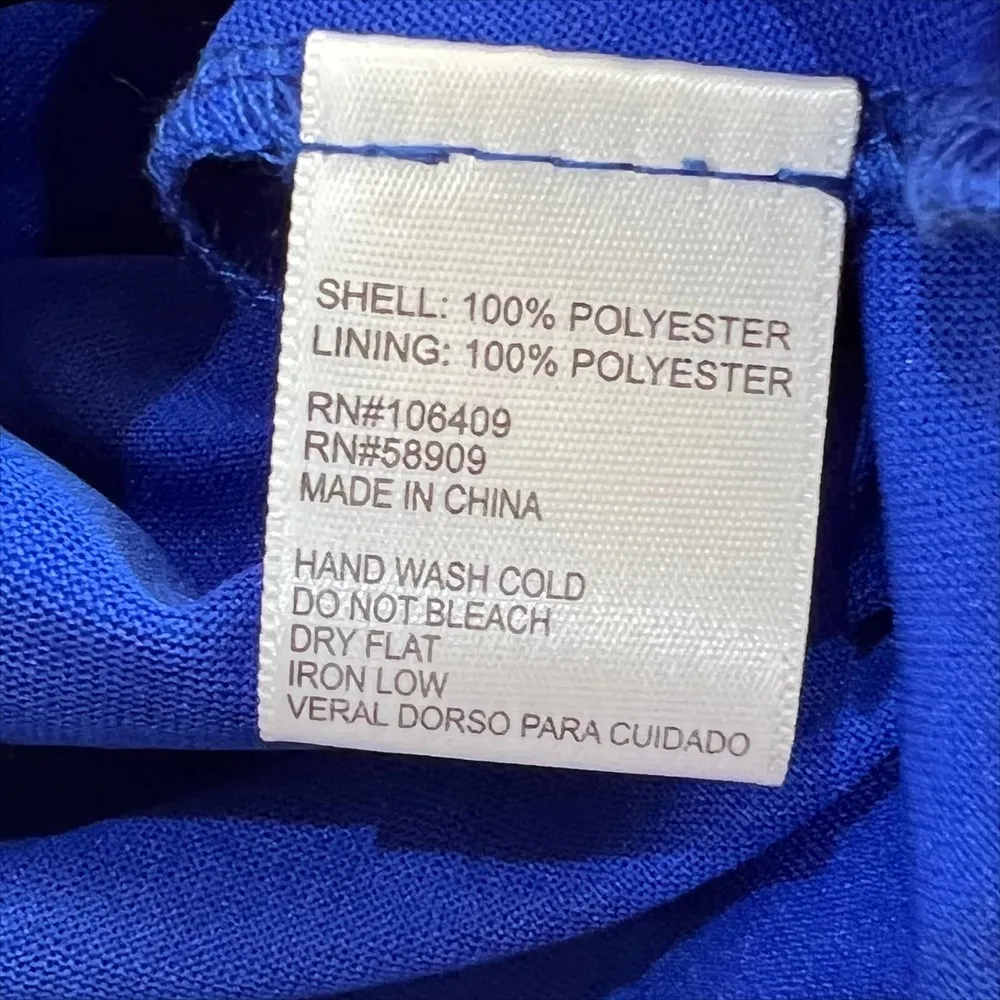 SHELL: 100% POLYESTER
LINING: 100% POLYESTER
RN#106409
RN#58909
MADE IN CHINA
HAND WASH COLD
DO NOT BLEACH
DRY FLAT
IRON LOW
VERAL DORSO PARA CUIDADO